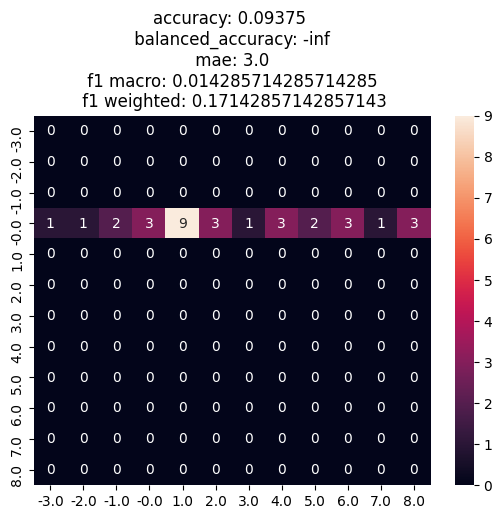 accuracy: 0.09375
balanced_accuracy: -inf
mae: 3.0
f1 macro: 0.014285714285714285
f1 weighted: 0.17142857142857143
-3.0 0 0 0 0 0 0 0 0 0 0 0 0
-2.0 0 0 0 0 0 0 0 0 0 0 0 0
-1.0 0 0 0 0 0 0 0 0 0 0 0 0
-0.0 1 1 2 3 9 3 1 3 2 3 1 3
1.0 0 0 0 0 0 0 0 0 0 0 0 0
2.0 0 0 0 0 0 0 0 0 0 0 0 0
3.0 0 0 0 0 0 0 0 0 0 0 0 0
4.0 0 0 0 0 0 0 0 0 0 0 0 0
5.0 0 0 0 0 0 0 0 0 0 0 0 0
6.0 0 0 0 0 0 0 0 0 0 0 0 0
7.0 0 0 0 0 0 0 0 0 0 0 0 0
8.0 0 0 0 0 0 0 0 0 0 0 0 0
-3.0 -2.0 -1.0 -0.0 1.0 2.0 3.0 4.0 5.0 6.0 7.0 8.0
9
8
7
6
5
4
3
2
1
0